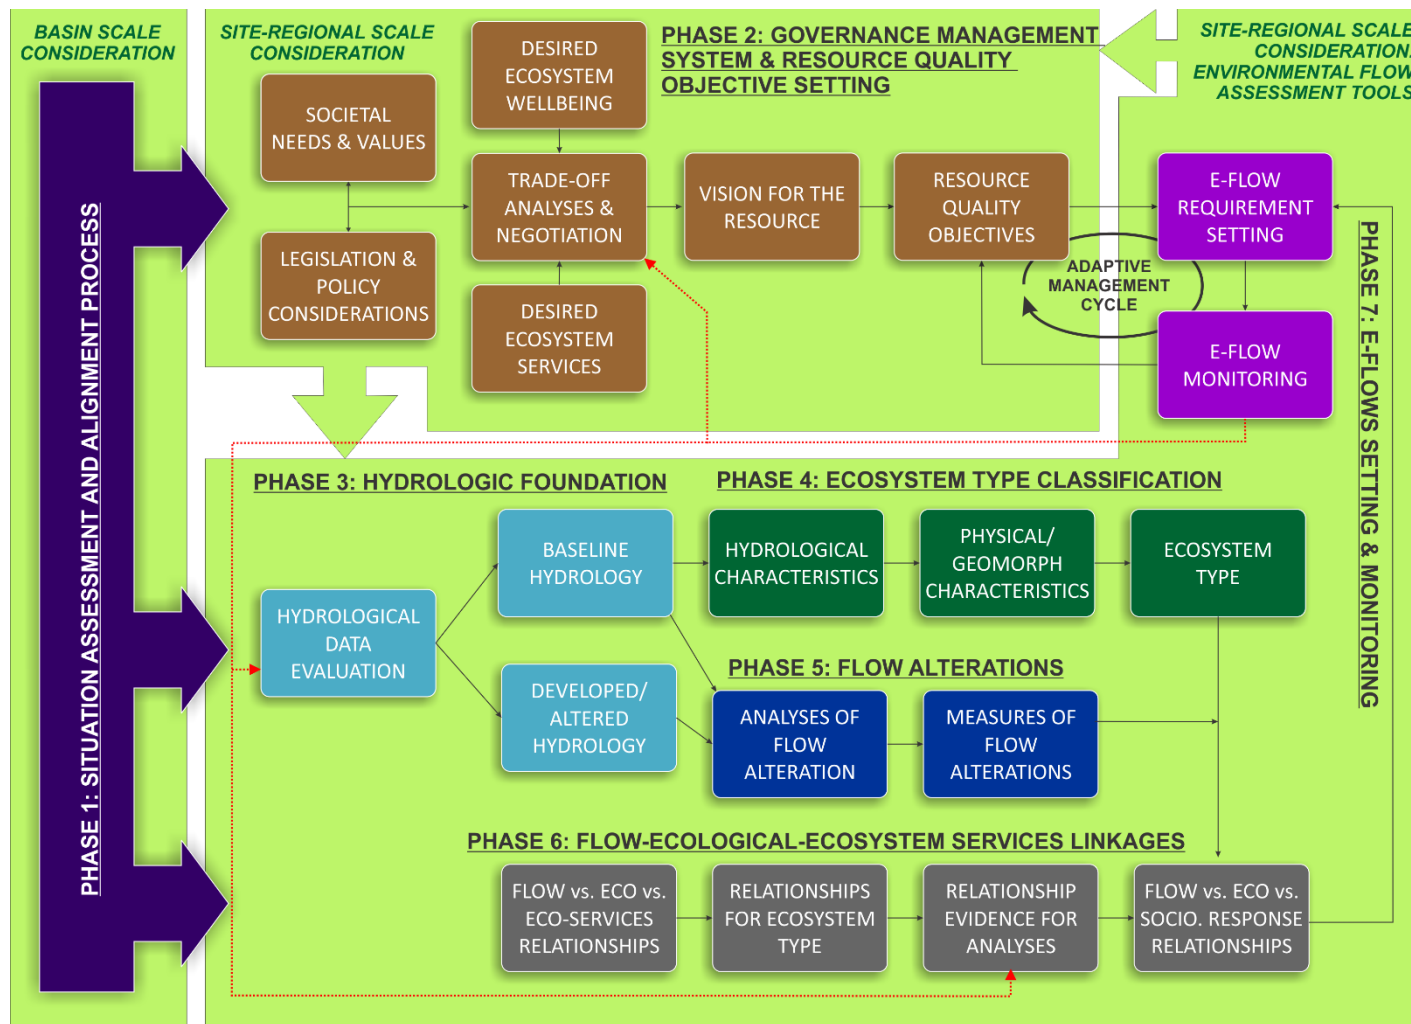 BASIN SCALE
CONSIDERATION
SITE-REGIONAL SCALE
CONSIDERATION
PHASE 2: GOVERNANCE MANAGEMENT
SYSTEM & RESOURCE QUALITY
OBJECTIVE SETTING
SITE-REGIONAL SCALE
CONSIDERATION:
ENVIRONMENTAL FLOW
ASSESSMENT TOOLS
PHASE 1: SITUATION ASSESSMENT AND ALIGNMENT PROCESS
SOCIETAL
NEEDS & VALUES
LEGISLATION &
POLICY
CONSIDERATIONS
DESIRED
ECOSYSTEM
WELLBEING
TRADE-OFF
ANALYSES &
NEGOTIATION
DESIRED
ECOSYSTEM
SERVICES
VISION FOR THE
RESOURCE
RESOURCE
QUALITY
OBJECTIVES
E-FLOW
REQUIREMENT
SETTING
ADAPTIVE
MANAGEMENT
CYCLE
E-FLOW
MONITORING
PHASE 7: E-FLOWS SETTING & MONITORING
PHASE 3: HYDROLOGIC FOUNDATION
HYDROLOGICAL
DATA
EVALUATION
BASELINE
HYDROLOGY
DEVELOPED/
ALTERED
HYDROLOGY
PHASE 4: ECOSYSTEM TYPE CLASSIFICATION
HYDROLOGICAL
CHARACTERISTICS
PHYSICAL/
GEOMORPH
CHARACTERISTICS
ECOSYSTEM
TYPE
PHASE 5: FLOW ALTERATIONS
ANALYSES OF
FLOW
ALTERATION
MEASURES OF
FLOW
ALTERATIONS
PHASE 6: FLOW-ECOLOGICAL-ECOSYSTEM SERVICES LINKAGES
FLOW vs. ECO vs.
ECO-SERVICES
RELATIONSHIPS
RELATIONSHIPS
FOR ECOSYSTEM
TYPE
RELATIONSHIP
EVIDENCE FOR
ANALYSES
FLOW vs. ECO vs.
SOCIO. RESPONSE
RELATIONSHIPS